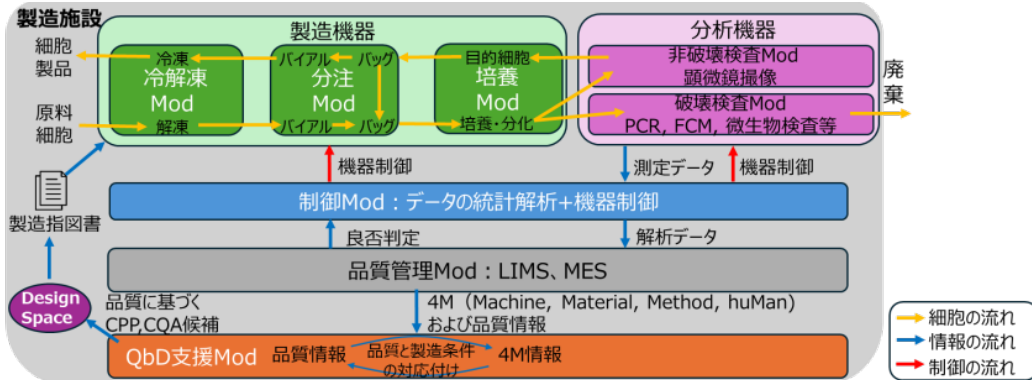 製造施設
製造機器
分析機器
細胞
製品
原料
細胞
冷凍
冷解凍
Mod
解凍
バイアル
バッグ
分注
Mod
バイアル
バッグ
目的細胞
培養
Mod
培養・分化
非破壊検査Mod
顕微鏡撮像
破壊検査Mod
PCR, FCM, 微生物検査等
廃
棄
機器制御
測定データ
機器制御
製造指図書
制御Mod：データの統計解析+機器制御
良否判定
解析データ
品質管理Mod：LIMS、MES
Design
Space
品質に基づく
CPP,CQA候補
4M（Machine, Material, Method, huMan)
および品質情報
QbD支援Mod
品質情報
品質と製造条件
の対応付け
4M情報
細胞の流れ
情報の流れ
制御の流れ